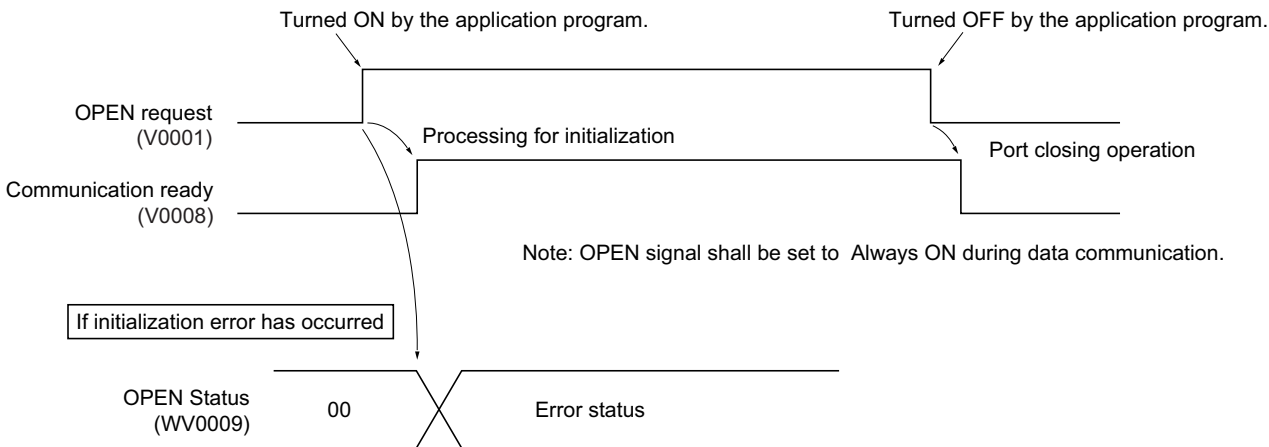 Turned ON by the application program.
Turned OFF by the application program.
OPEN request
(V0001)
Processing for initialization
Port closing operation
Communication ready
(V0008)
Note: OPEN signal shall be set to Always ON during data communication.
If initialization error has occurred
OPEN Status
(WV0009)
00
Error status